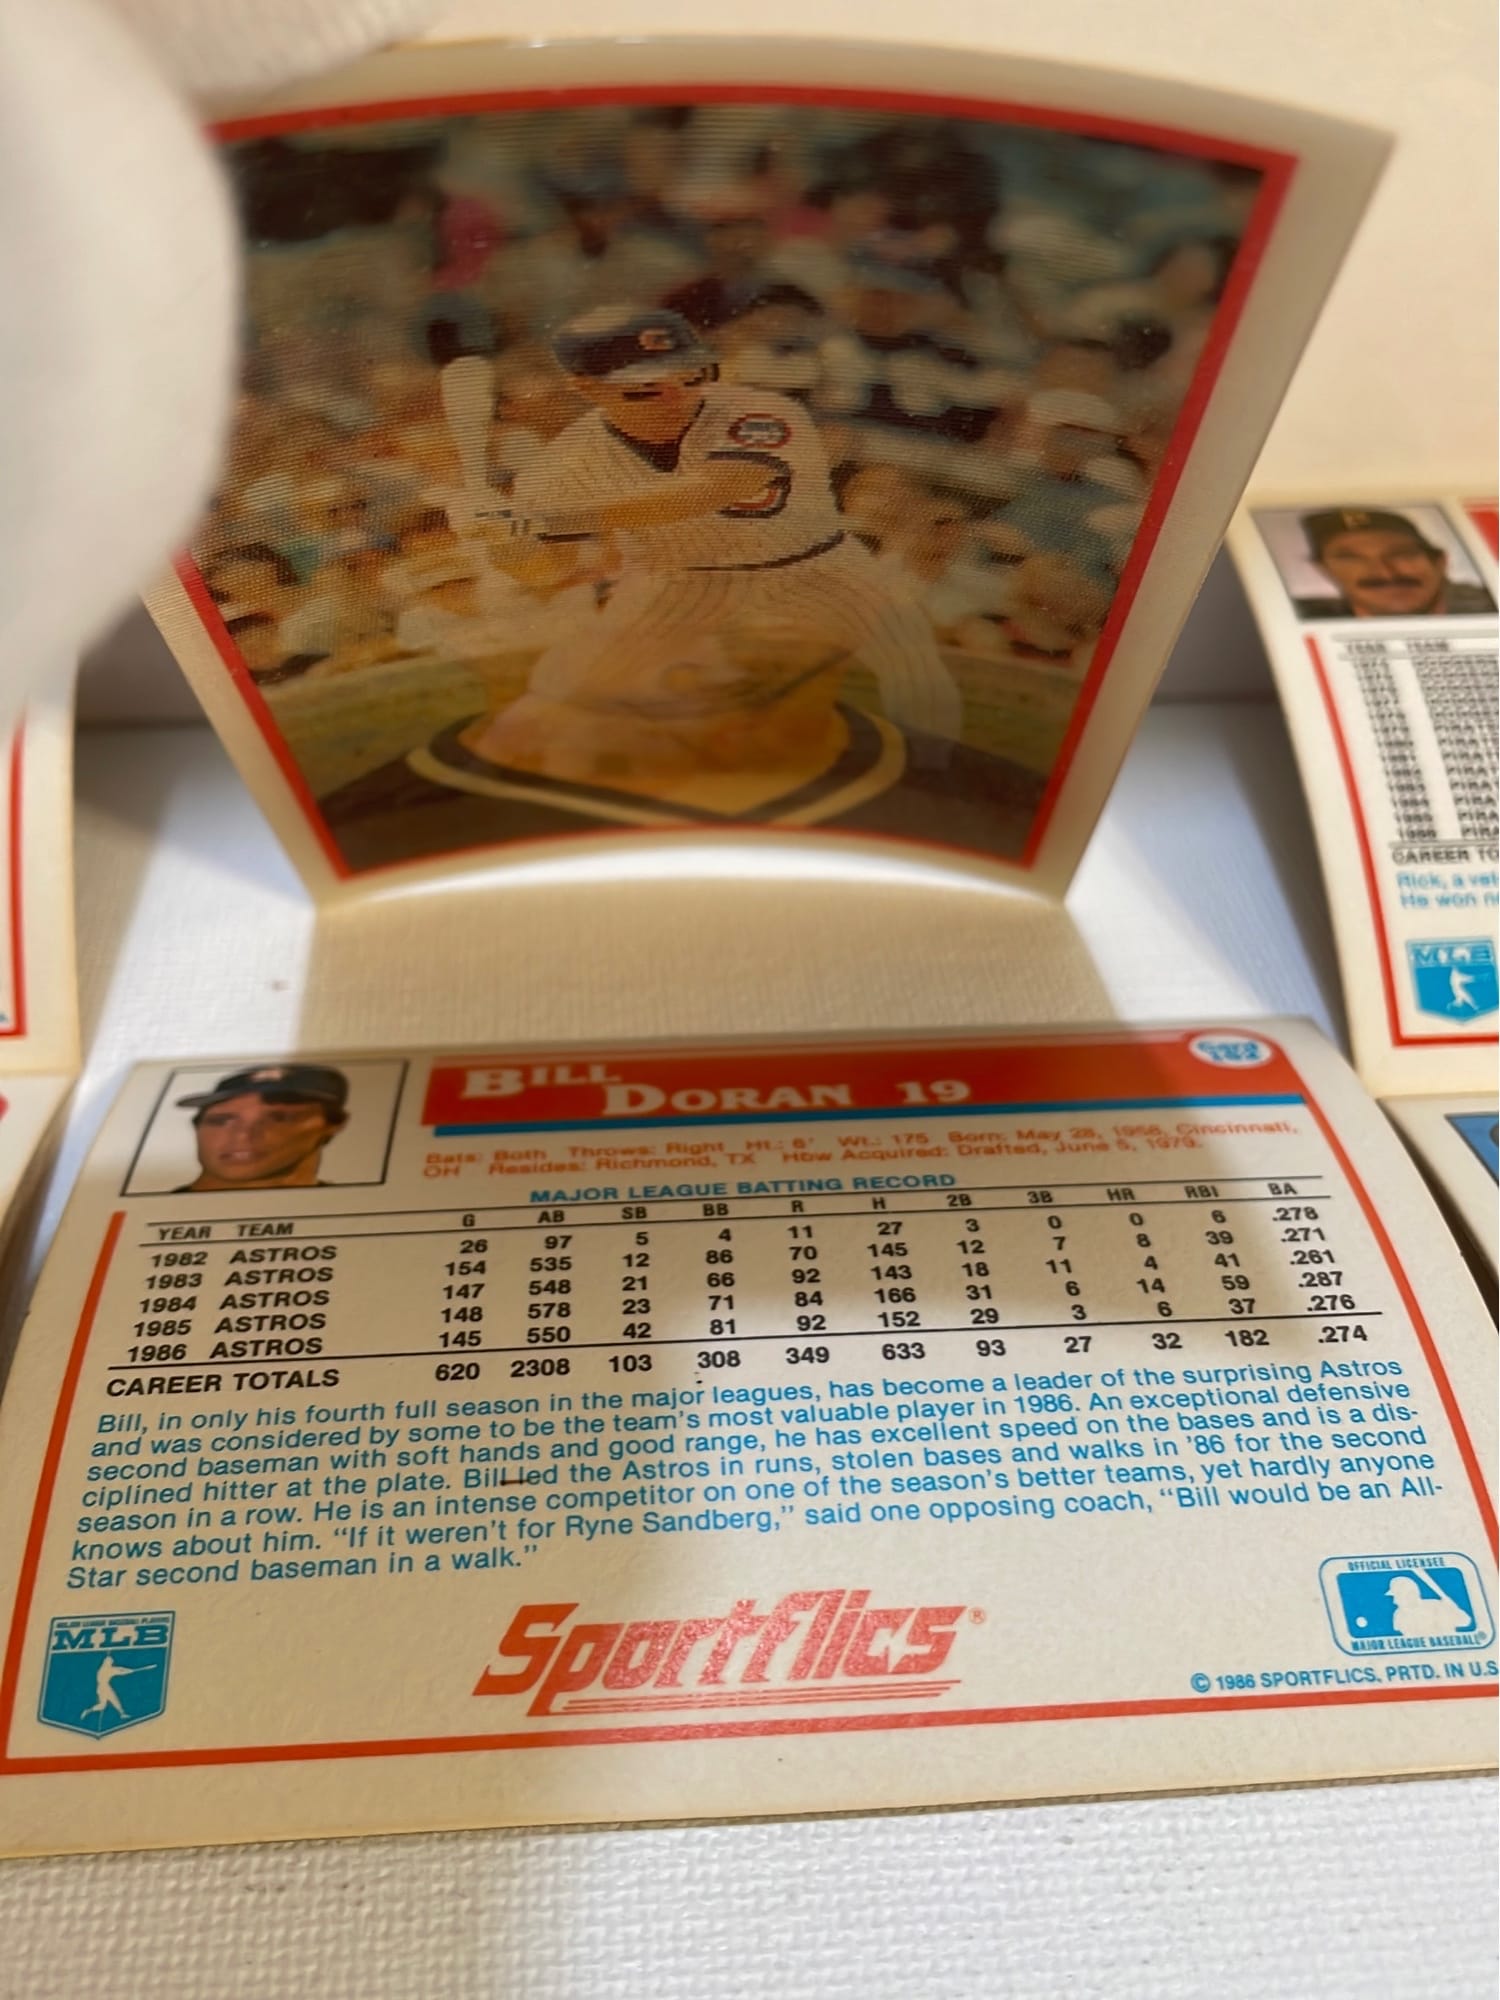 YEAR TEAM
PIRA
PIRA
PIRA
CAREER TO
Rick, a vet
He won n
MLB
Card
152
BILL
DORAN 19
Bats: Both Throws: Right Ht.: 6' Wt.: 175 Born: May 28, 1958, Cincinnati,
OH Resides: Richmond, TX How Acquired: Drafted, June 5, 1979.
MAJOR LEAGUE BATTING RECORD
YEAR TEAM G AB SB BB R H 2B 3B HR RBI BA
1982 ASTROS 26 97 5 4 11 27 3 0 0 6 .278
1983 ASTROS 154 535 12 86 70 145 12 7 8 39 .271
1984 ASTROS 147 548 21 66 92 143 18 11 4 41 .261
1985 ASTROS 148 578 23 71 84 166 31 6 14 59 .287
1986 ASTROS 145 550 42 81 92 152 29 3 6 37 .276
CAREER TOTALS 620 2308 103 308 349 633 93 27 32 182 .274
Bill, in only his fourth full season in the major leagues, has become a leader of the surprising Astros
and was considered by some to be the team's most valuable player in 1986. An exceptional defensive
second baseman with soft hands and good range, he has excellent speed on the bases and is a dis-
ciplined hitter at the plate. Bill led the Astros in runs, stolen bases and walks in '86 for the second
season in a row. He is an intense competitor on one of the season's better teams, yet hardly anyone
knows about him. "If it weren't for Ryne Sandberg," said one opposing coach, "Bill would be an All-
Star second baseman in a walk."
MAJOR LEAGUE BASEBALL PLAYERS
MLB
Sportflics®
OFFICIAL LICENSEE
MAJOR LEAGUE BASEBALL®
© 1986 SPORTFLICS. PRTD. IN U.S